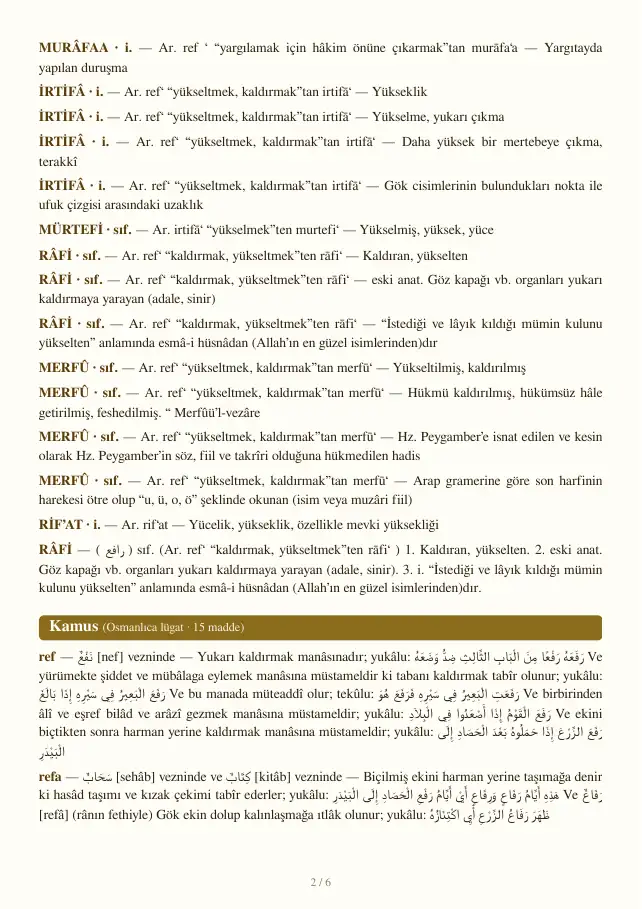 MURÂFAA · i. — Ar. ref ‘ “yargılamak için hâkim önüne çıkarmak”tan murāfa‘a — Yargıtayda
yapılan duruşma
İRTİFÂ · i. — Ar. ref‘ “yükseltmek, kaldırmak”tan irtifā‘ — Yükseklik
İRTİFÂ · i. — Ar. ref‘ “yükseltmek, kaldırmak”tan irtifā‘ — Yükselme, yukarı çıkma
İRTİFÂ · i. — Ar. ref‘ “yükseltmek, kaldırmak”tan irtifā‘ — Daha yüksek bir mertebeye çıkma,
terakkî
İRTİFÂ · i. — Ar. ref‘ “yükseltmek, kaldırmak”tan irtifā‘ — Gök cisimlerinin bulundukları nokta ile
ufuk çizgisi arasındaki uzaklık
MÜRTEFİ · sıf. — Ar. irtifā‘ “yükselmek”ten murtefi‘ — Yükselmiş, yüksek, yüce
RÂFİ · sıf. — Ar. ref‘ “kaldırmak, yükseltmek”ten rāfi‘ — Kaldıran, yükselten
RÂFİ · sıf. — Ar. ref‘ “kaldırmak, yükseltmek”ten rāfi‘ — eski anat. Göz kapağı vb. organları yukarı
kaldırmaya yarayan (adale, sinir)
RÂFİ · sıf. — Ar. ref‘ “kaldırmak, yükseltmek”ten rāfi‘ — “İstediği ve lâyık kıldığı mümin kulunu
yükselten” anlamında esmâ-i hüsnâdan (Allah’ın en güzel isimlerinden)dır
MERFÛ · sıf. — Ar. ref‘ “yükseltmek, kaldırmak”tan merfū‘ — Yükseltilmiş, kaldırılmış
MERFÛ · sıf. — Ar. ref‘ “yükseltmek, kaldırmak”tan merfū‘ — Hükmü kaldırılmış, hükümsüz hâle
getirilmiş, feshedilmiş. “ Merfûü’l-vezâre
MERFÛ · sıf. — Ar. ref‘ “yükseltmek, kaldırmak”tan merfū‘ — Hz. Peygamber’e isnat edilen ve kesin
olarak Hz. Peygamber’in söz, fiil ve takrîri olduğuna hükmedilen hadis
MERFÛ · sıf. — Ar. ref‘ “yükseltmek, kaldırmak”tan merfū‘ — Arap gramerine göre son harfinin
harekesi ötre olup “u, ü, o, ö” şeklinde okunan (isim veya muzâri fiil)
RİF’AT · i. — Ar. rif‘at — Yücelik, yükseklik, özellikle mevki yüksekliği
RÂFİ — ( رافع ) sıf. (Ar. ref‘ “kaldırmak, yükseltmek”ten rāfi‘ ) 1. Kaldıran, yükselten. 2. eski anat.
Göz kapağı vb. organları yukarı kaldırmaya yarayan (adale, sinir). 3. i. “İstediği ve lâyık kıldığı mümin
kulunu yükselten” anlamında esmâ-i hüsnâdan (Allah’ın en güzel isimlerinden)dır.
Kamus (Osmanlıca lügat · 15 madde)
ref — نَفْعٌ [nef] vezninde — Yukarı kaldırmak manâsınadır; yukâlu: رَفَعَهُ رَفْعًا مِنَ الْبَابِ الثَّالِثِ ضِدُّ وَضَعَهُ Ve
yürümekte şiddet ve mübâlaga eylemek manâsına müstameldir ki tabanı kaldırmak tabîr olunur; yukâlu:
رَفَعَ الْبَعِيرُ فِي سَيْرِهِ إِذَا بَالَغَ Ve bu manada müteaddî olur; tekûlu: رَفَعْتِ الْبَعِيرَ فِي سَيْرِهِ فَرَفَعَ هُوَ Ve birbirinden
âlî ve eşref bilâd ve arâzî gezmek manâsına müstameldir; yukâlu: رَفَعَ الْقَوْمُ إِذَا أَصْعَدُوا فِي الْبِلَادِ Ve ekini
biçtikten sonra harman yerine kaldırmak manâsına müstameldir; yukâlu: رَفَعَ الزَّرْعَ إِذَا حَمَلُوهُ بَعْدَ الْحَصَادِ إِلَى
الْبَيْدَرِ
refa — سَحَابٌ [sehâb] vezninde ve كِتَابٌ [kitâb] vezninde — Biçilmiş ekini harman yerine taşımağa denir
ki hasâd taşımı ve kızak çekimi tabîr ederler; yukâlu: هَذِهِ أَيَّامُ رَفَاعٍ وَرِفَاعٍ أَيْ أَيَّامُ رَفْعِ الْحَصَادِ إِلَى الْبَيْدَرِ Ve رَفَاعٌ
[refâ] (rânın fethiyle) Gök ekin dolup kalınlaşmağa ıtlâk olunur; yukâlu: ظَهَرَ رَفَاعُ الزَّرْعِ أَيِ اكْتِنَازُهُ
2 / 6